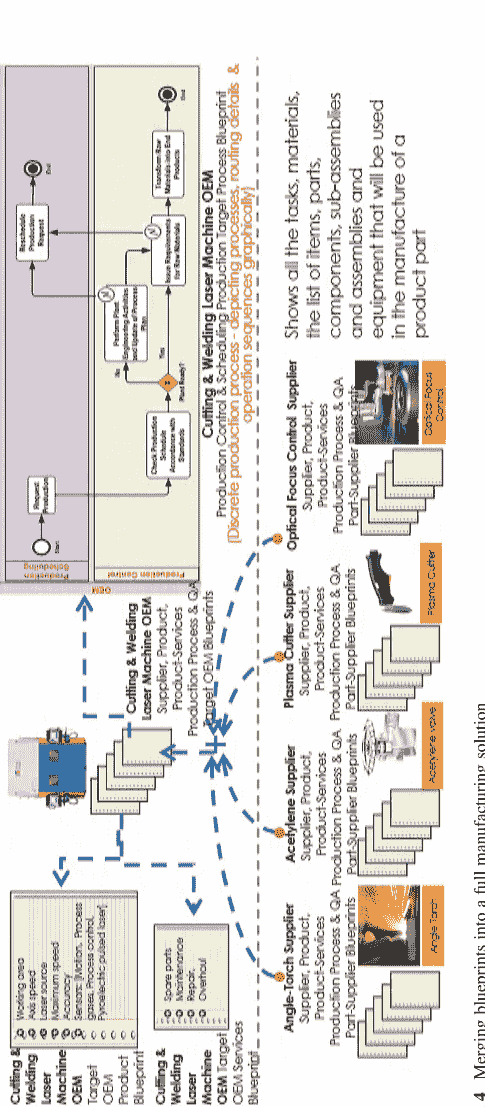 Cutting &
Welding
Laser
Machine
OEM
Target
OEM
Product
Blueprint
Working area
Axis speed
Laser source
Maximum speed
Accuracy
Sensors: [Motion, Process
gases, Process control,
Pyroelectric pulsed laser]
Cutting &
Welding
Laser
Machine
OEM Target
OEM Services
Blueprint
Spare parts
Maintenance
Repair,
Overhaul
Cutting & Welding
Laser Machine OEM
Supplier, Product,
Product-Services
Production Process & QA
Target OEM Blueprints
OEM
Production
Scheduling
Production Control
Start
Request
Production
Reschedule
Production
Request
End
Check Production
Schedule
Accordance with
Standards
Plant Ready?
No
Yes
Perform Plant
Engineering Activities
and Update of Process
Plan
Issue Requirements
for Raw Materials
Transform Raw
Materials into End
Products
End
Cutting & Welding Laser Machine OEM
Production Control & Scheduling Production Target Process Blueprint
[Discrete production process - depicting processes, routing details &
operation sequences graphically]
Angle-Torch Supplier
Supplier, Product,
Product-Services
Production Process & QA
Part-Supplier Blueprints
Angle Torch
Acetylene Supplier
Supplier, Product,
Product-Services
Production Process & QA
Part-Supplier Blueprints
Acetylene valve
Plasma Cutter Supplier
Supplier, Product,
Product-Services
Production Process & QA
Part-Supplier Blueprints
Plasma Cutter
Optical Focus Control Supplier
Supplier, Product,
Product-Services
Production Process & QA
Part-Supplier Blueprints
Optical Focus
Control
Shows all the tasks, materials,
the list of items, parts,
components, sub-assemblies
and assemblies and
equipment that will be used
in the manufacture of a
product part
4 Merging blueprints into a full manufacturing solution